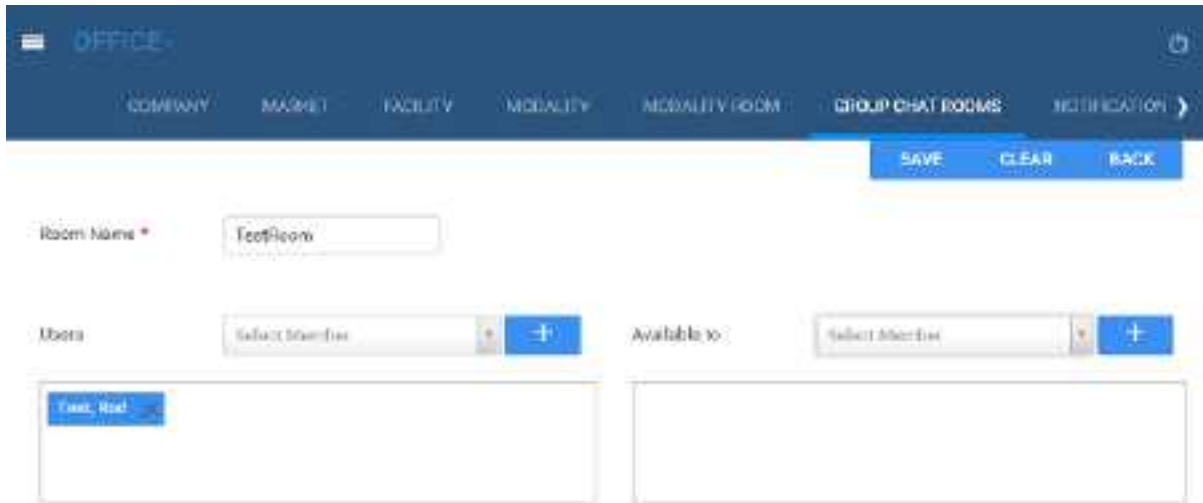 OFFICE
COMPANY MARKET FACILITY MODALITY MODALITY ROOM GROUP CHAT ROOMS NOTIFICATION
SAVE CLEAR BACK
Room Name * TestRoom
Users Select Member + Available to Select Member +
Test, Rad X